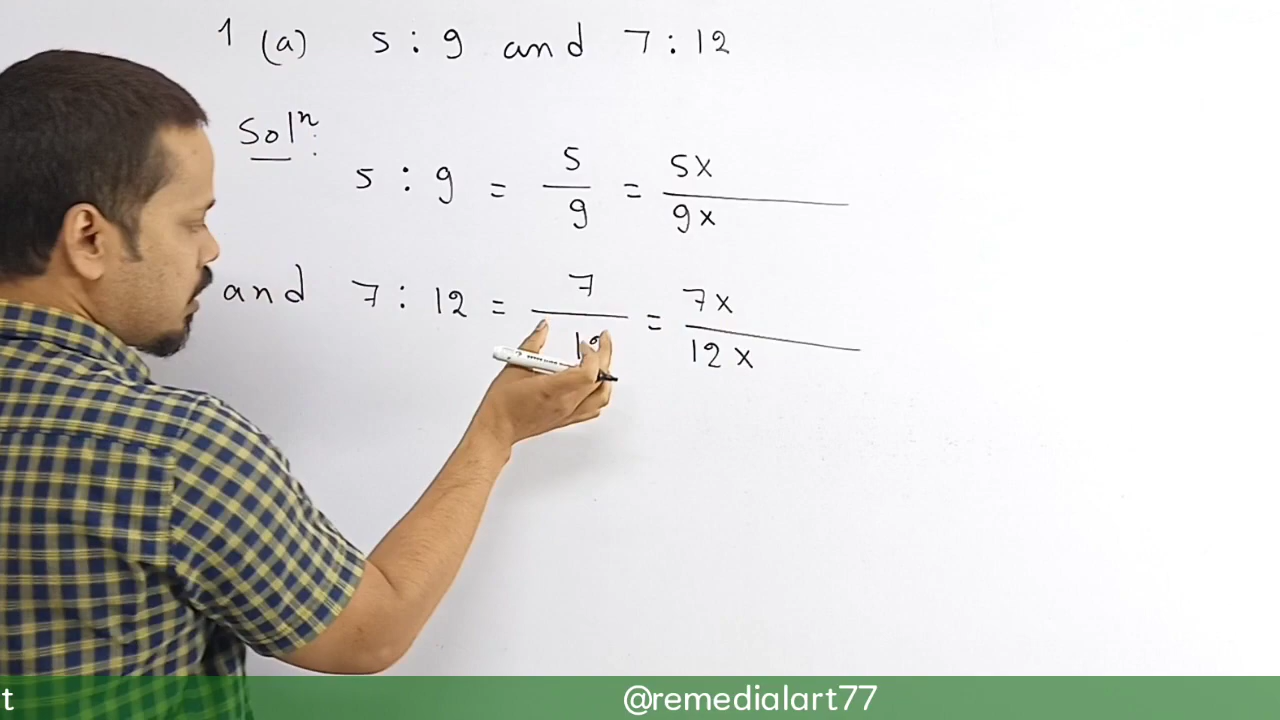 1 (a) 5 : 9 and 7 : 12
Solⁿ:
5 : 9 = 5/9 = 5x/9x
and 7 : 12 = 7/12 = 7x/12x
t @remedialart77